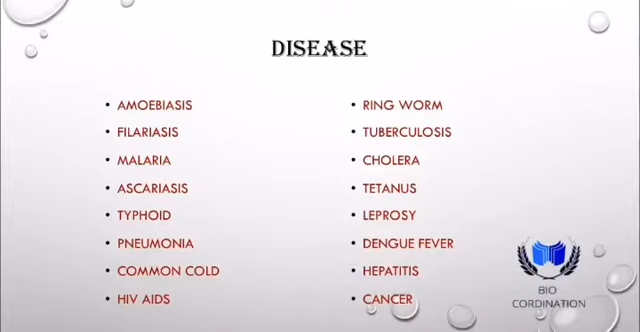 DISEASE
• AMOEBIASIS
• FILARIASIS
• MALARIA
• ASCARIASIS
• TYPHOID
• PNEUMONIA
• COMMON COLD
• HIV AIDS
• RING WORM
• TUBERCULOSIS
• CHOLERA
• TETANUS
• LEPROSY
• DENGUE FEVER
• HEPATITIS
• CANCER
BIO
CORDINATION